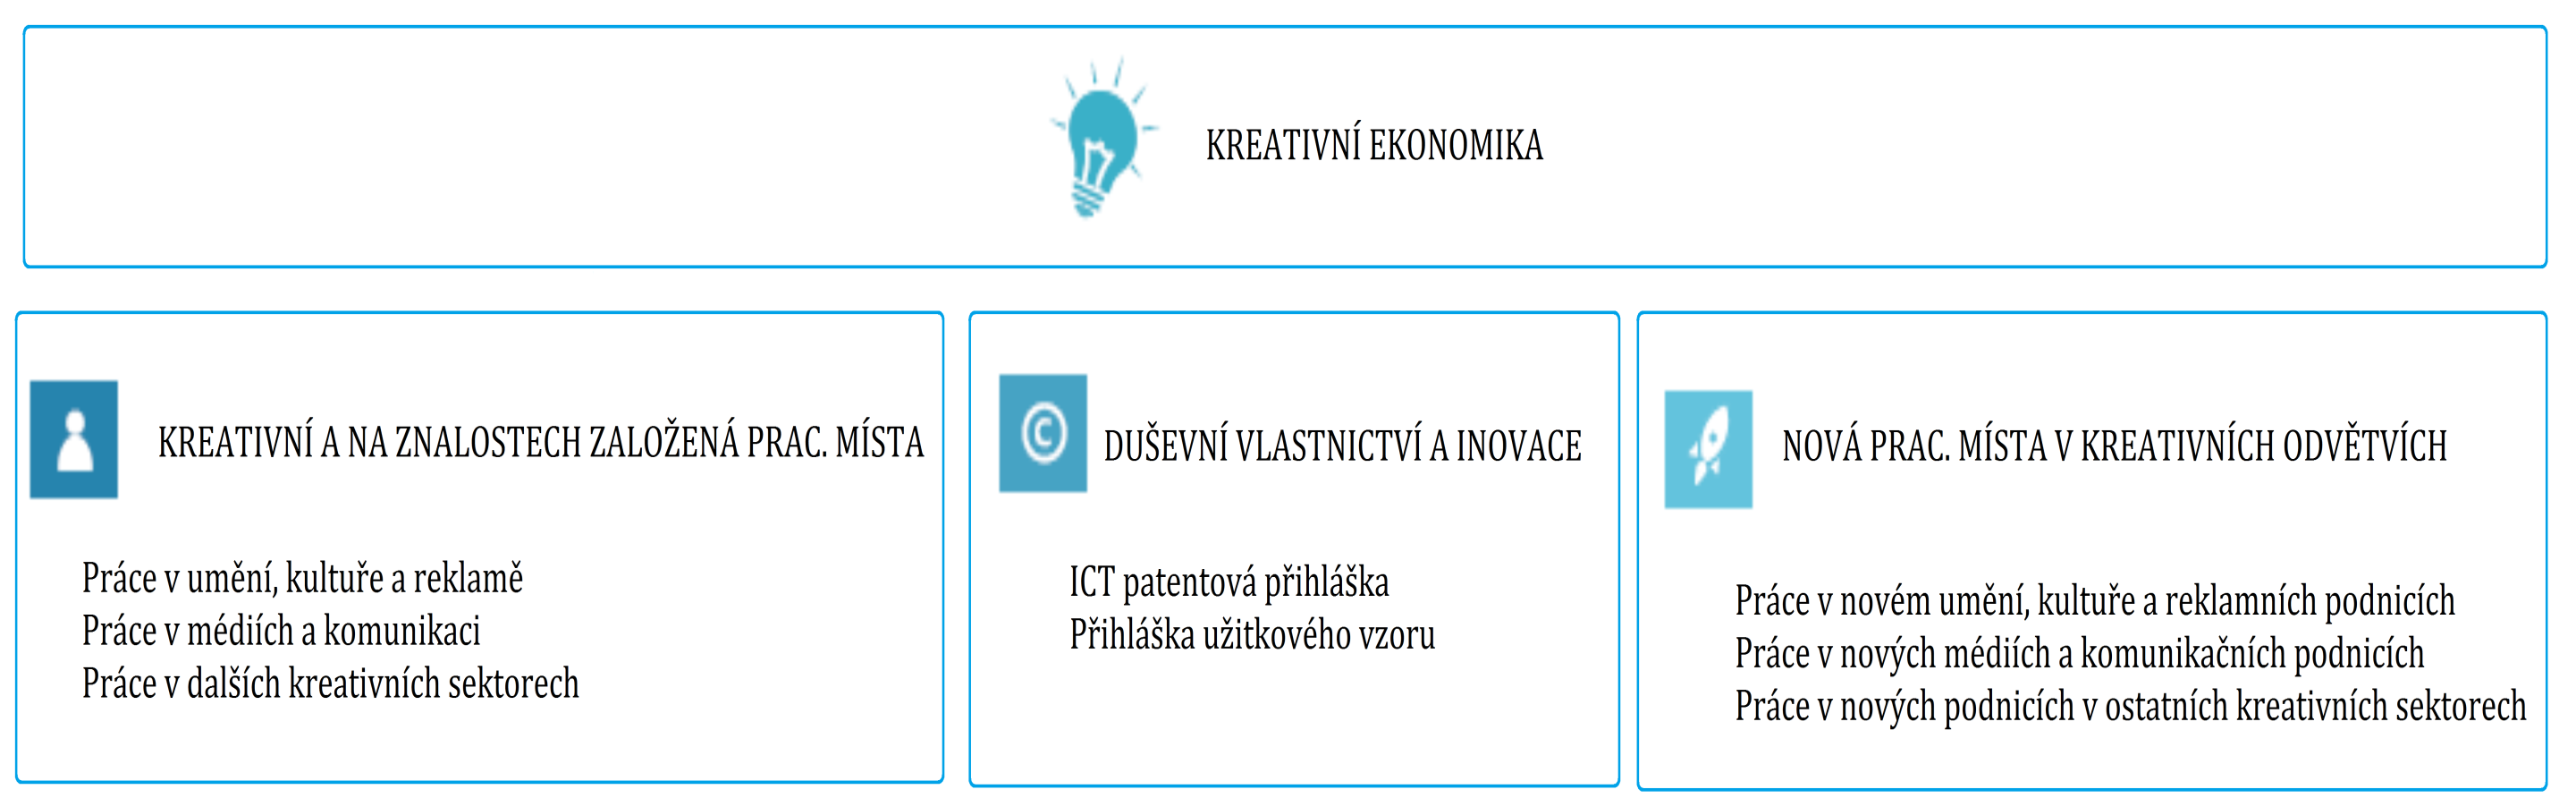 KREATIVNÍ EKONOMIKA
KREATIVNÍ A NA ZNALOSTECH ZALOŽENÁ PRAC. MÍSTA
Práce v umění, kultuře a reklamě
Práce v médiích a komunikaci
Práce v dalších kreativních sektorech
©
DUŠEVNÍ VLASTNICTVÍ A INOVACE
ICT patentová přihláška
Přihláška užitkového vzoru
NOVÁ PRAC. MÍSTA V KREATIVNÍCH ODVĚTVÍCH
Práce v novém umění, kultuře a reklamních podnicích
Práce v nových médiích a komunikačních podnicích
Práce v nových podnicích v ostatních kreativních sektorech